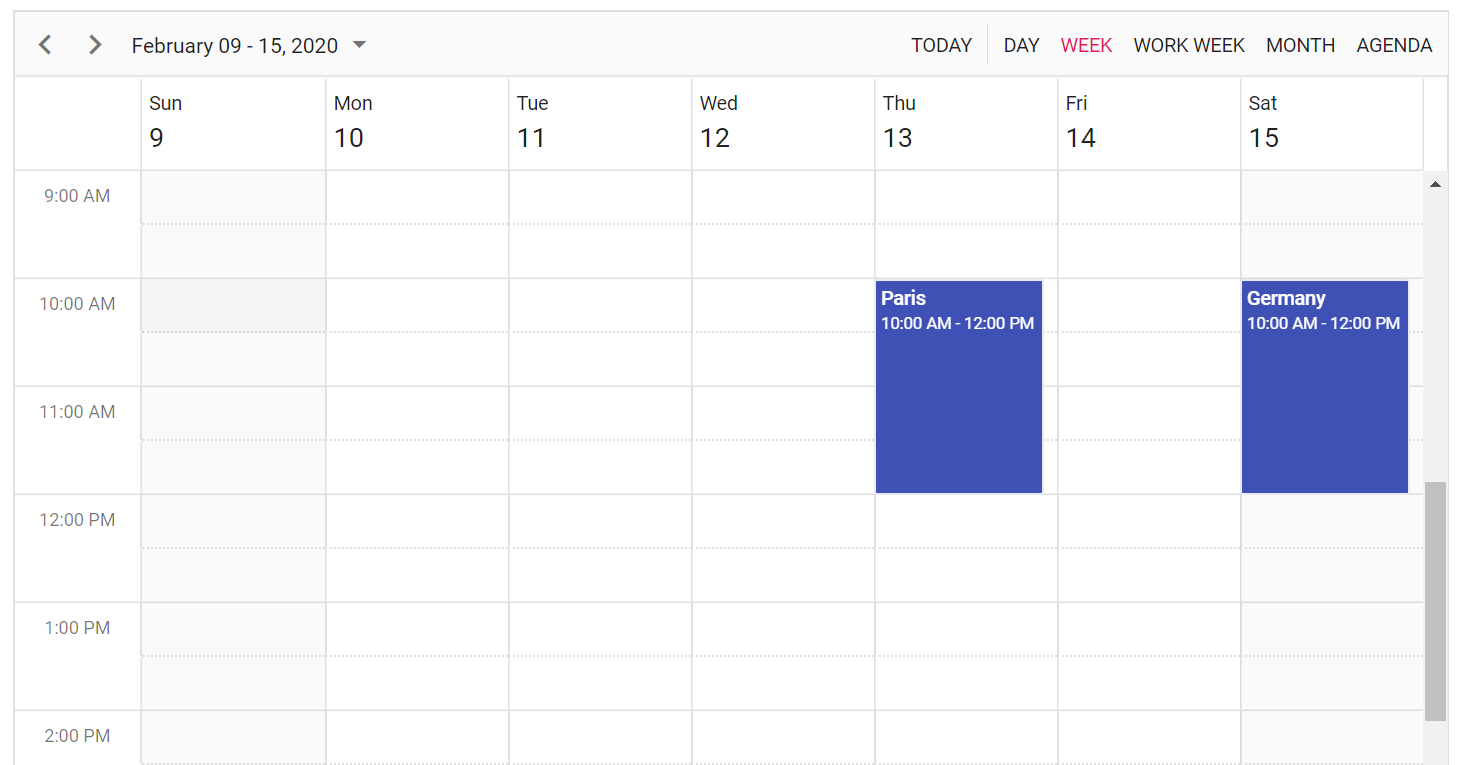 February 09 - 15, 2020 TODAY DAY WEEK WORK WEEK MONTH AGENDA
Sun Mon Tue Wed Thu Fri Sat
9 10 11 12 13 14 15
9:00 AM
10:00 AM
Paris Germany
10:00 AM - 12:00 PM 10:00 AM - 12:00 PM
11:00 AM
12:00 PM
1:00 PM
2:00 PM